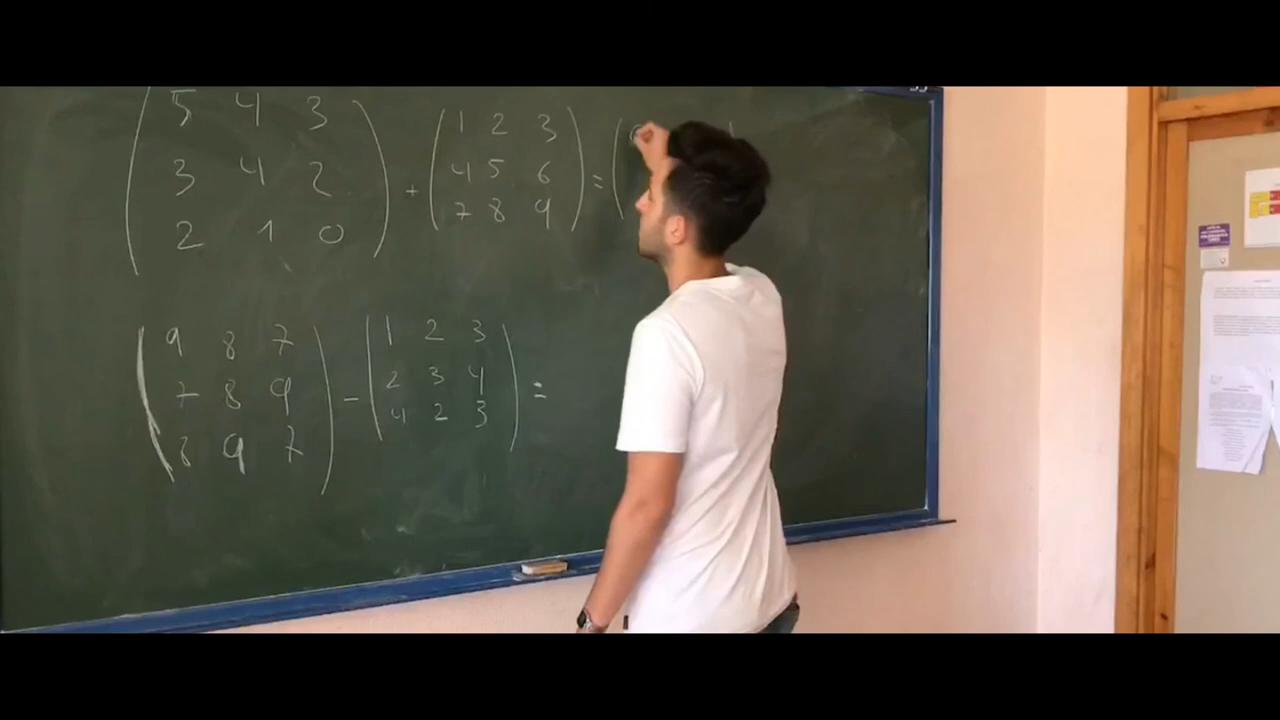 5 4 3
3 4 2
2 1 0
+
1 2 3
4 5 6
7 8 9
=
9 8 7
7 8 9
8 9 7
-
1 2 3
2 3 4
4 2 3
=